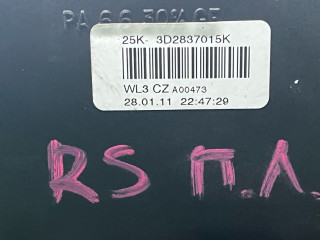 PA 6 6 30% GF
25K- 3D2837015K
WL3 CZ A00473
28.01.11 22:47:29
RS П.Л.